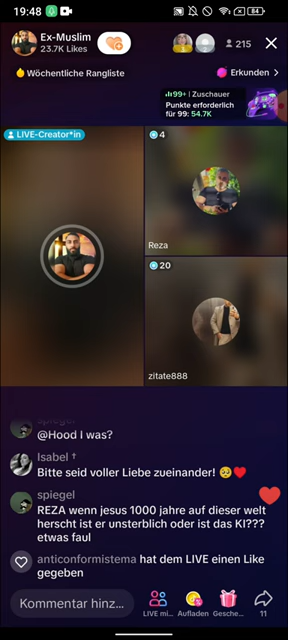 19:48
84
Ex-Muslim
23.7K Likes
215
Wöchentliche Rangliste
Erkunden
99+ | Zuschauer
Punkte erforderlich
für 99: 54.7K
LIVE-Creator*in
4
Reza
20
zitate888
@Hood I was?
Isabel †
Bitte seid voller Liebe zueinander! 🥺♥️
spiegel
REZA wenn jesus 1000 jahre auf dieser welt
herscht ist er unsterblich oder ist das KI???
etwas faul
anticonformistema hat dem LIVE einen Like
gegeben
Kommentar hinz...
LIVE mi...
Aufladen
Gesche...
11